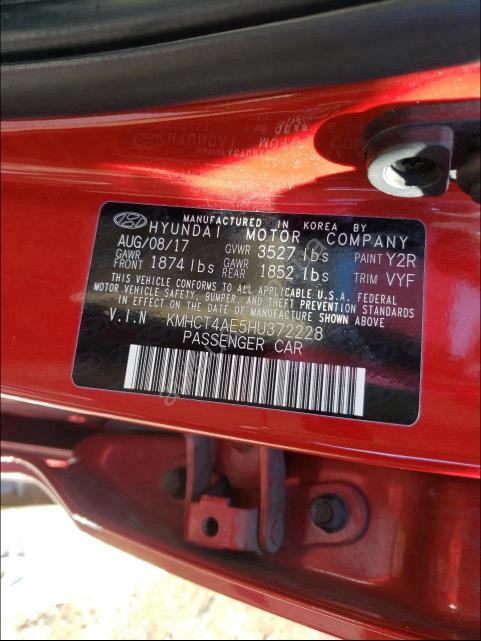 MANUFACTURED IN KOREA BY
HYUNDAI MOTOR COMPANY
AUG/08/17 GVWR 3527 lbs PAINT Y2R
GAWR FRONT 1874 lbs GAWR REAR 1852 lbs TRIM VYF
THIS VEHICLE CONFORMS TO ALL APPLICABLE U.S.A. FEDERAL
MOTOR VEHICLE SAFETY, BUMPER, AND THEFT PREVENTION STANDARDS
IN EFFECT ON THE DATE OF MANUFACTURE SHOWN ABOVE.
V.I.N KMHCT4AE5HU372228
PASSENGER CAR